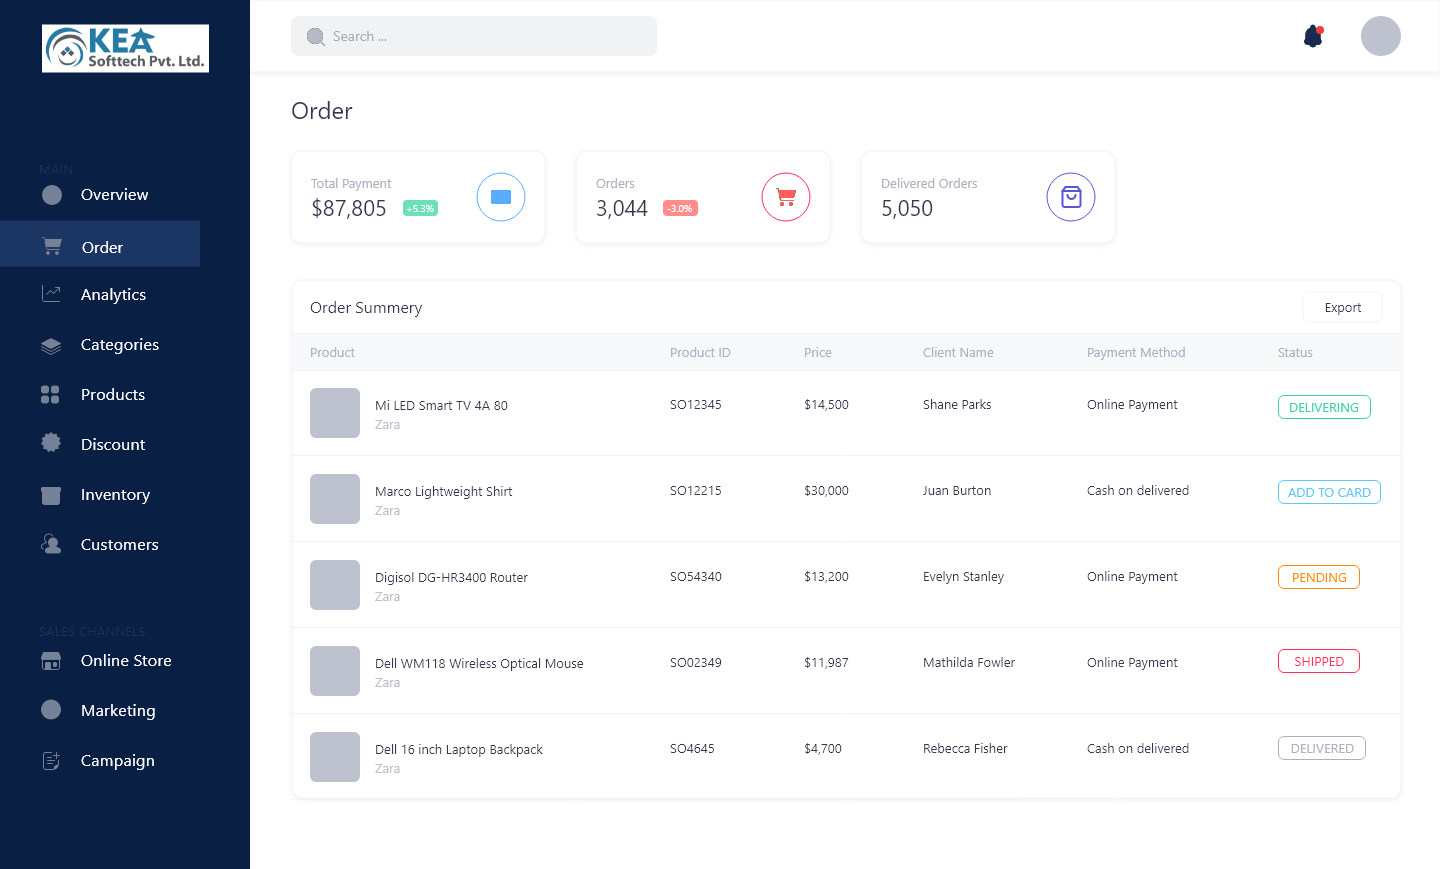 KEA
Softtech Pvt. Ltd.
Search ...
MAIN
Overview
Order
Analytics
Categories
Products
Discount
Inventory
Customers
SALES CHANNELS
Online Store
Marketing
Campaign
Order
Total Payment
$87,805 +5.3%
Orders
3,044 -3.0%
Delivered Orders
5,050
Order Summery Export
Product Product ID Price Client Name Payment Method Status
Mi LED Smart TV 4A 80 SO12345 $14,500 Shane Parks Online Payment DELIVERING
Zara
Marco Lightweight Shirt SO12215 $30,000 Juan Burton Cash on delivered ADD TO CARD
Zara
Digisol DG-HR3400 Router SO54340 $13,200 Evelyn Stanley Online Payment PENDING
Zara
Dell WM118 Wireless Optical Mouse SO02349 $11,987 Mathilda Fowler Online Payment SHIPPED
Zara
Dell 16 inch Laptop Backpack SO4645 $4,700 Rebecca Fisher Cash on delivered DELIVERED
Zara